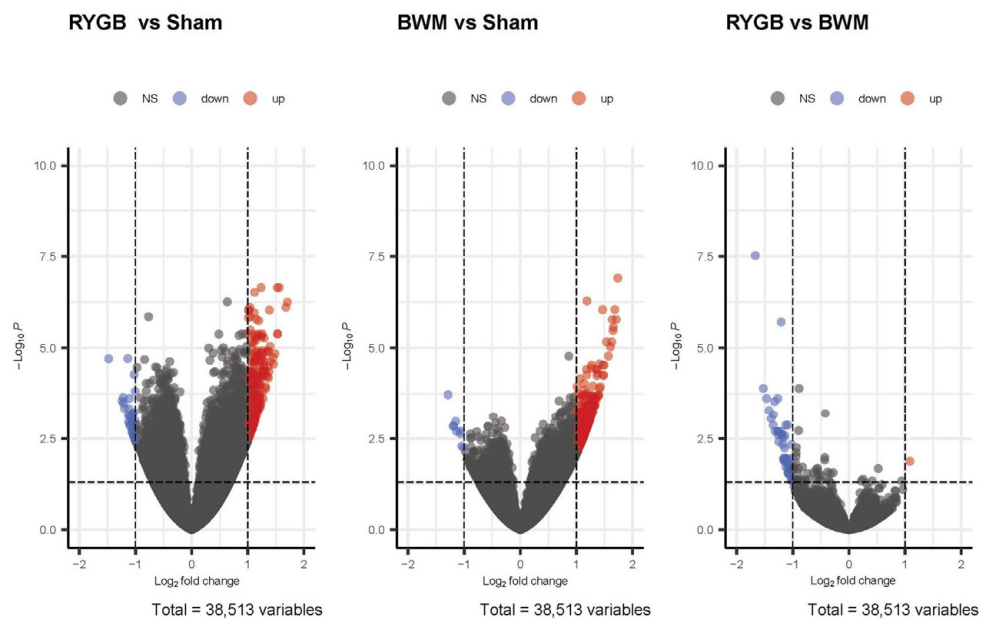 RYGB vs Sham
NS down up
10.0
7.5
5.0
2.5
0.0
−Log₁₀ P
−2 −1 0 1 2
Log₂ fold change
Total = 38,513 variables
BWM vs Sham
NS down up
10.0
7.5
5.0
2.5
0.0
−Log₁₀ P
−2 −1 0 1 2
Log₂ fold change
Total = 38,513 variables
RYGB vs BWM
NS down up
10.0
7.5
5.0
2.5
0.0
−Log₁₀ P
−2 −1 0 1 2
Log₂ fold change
Total = 38,513 variables